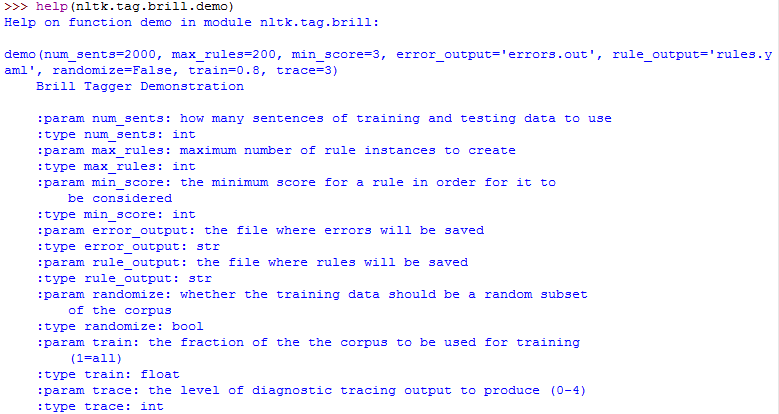 >>> help(nltk.tag.brill.demo)
Help on function demo in module nltk.tag.brill:
demo(num_sents=2000, max_rules=200, min_score=3, error_output='errors.out', rule_output='rules.y
aml', randomize=False, train=0.8, trace=3)
    Brill Tagger Demonstration
    :param num_sents: how many sentences of training and testing data to use
    :type num_sents: int
    :param max_rules: maximum number of rule instances to create
    :type max_rules: int
    :param min_score: the minimum score for a rule in order for it to
        be considered
    :type min_score: int
    :param error_output: the file where errors will be saved
    :type error_output: str
    :param rule_output: the file where rules will be saved
    :type rule_output: str
    :param randomize: whether the training data should be a random subset
        of the corpus
    :type randomize: bool
    :param train: the fraction of the the corpus to be used for training
        (1=all)
    :type train: float
    :param trace: the level of diagnostic tracing output to produce (0-4)
    :type trace: int